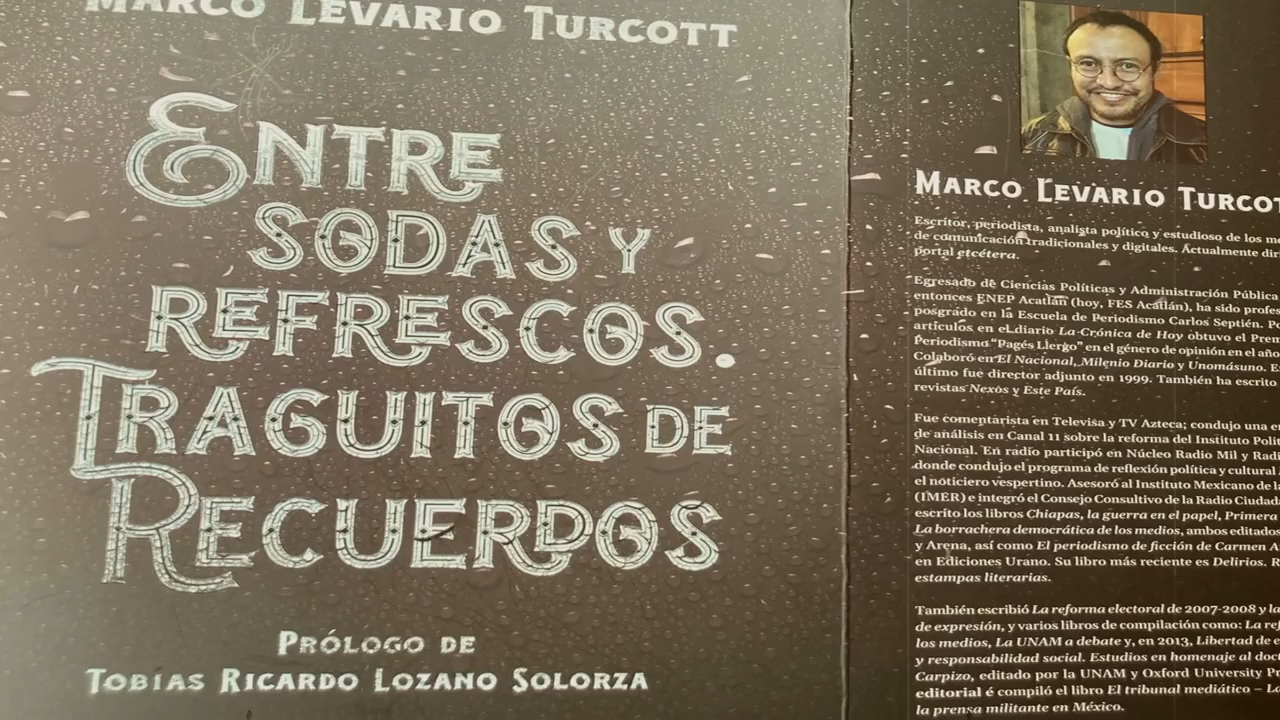 MARCO LEVARIO TURCOTT
ENTRE
SODAS Y
REFRESCOS.
TRAGUITOS DE
RECUERDOS
PRÓLOGO DE
TOBÍAS RICARDO LOZANO SOLORZA
MARCO LEVARIO TURCOT
Escritor, periodista, analista político y estudioso de los
de comunicación tradicionales y digitales. Actualmente
portal etcétera.
Egresado de Ciencias Políticas y Administración Pública
entonces ENEP Acatlán (hoy, FES Acatlán), ha sido
posgrado en la Escuela de Periodismo Carlos Septién.
artículos en el diario La Crónica de Hoy obtuvo el
Periodismo "Pagés Llergo" en el género de opinión en el año
Colaboró en El Nacional, Milenio Diario y Unomásuno.
último fue director adjunto en 1999. También ha escrito
revistas Nexos y Este País.
Fue comentarista en Televisa y TV Azteca; condujo una
de análisis en Canal 11 sobre la reforma del Instituto
Nacional. En radio participó en Núcleo Radio Mil y
donde condujo el programa de reflexión política y cultural
el noticiero vespertino. Asesoró al Instituto Mexicano de la
(IMER) e integró el Consejo Consultivo de la Radio
escrito los libros Chiapas, la guerra en el papel, Primera
La borrachera democrática de los medios, ambos editados
y Arena, así como El periodismo de ficción de Carmen A
en Ediciones Urano. Su libro más reciente es Delirios. R
estampas literarias.
También escribió La reforma electoral de 2007-2008 y la
de expresión, y varios libros de compilación como: La
los medios, La UNAM a debate y, en 2013, Libertad de
y responsabilidad social. Estudios en homenaje al
Carpizo, editado por la UNAM y Oxford University
editorial é compiló el libro El tribunal mediático –
la prensa militante en México.